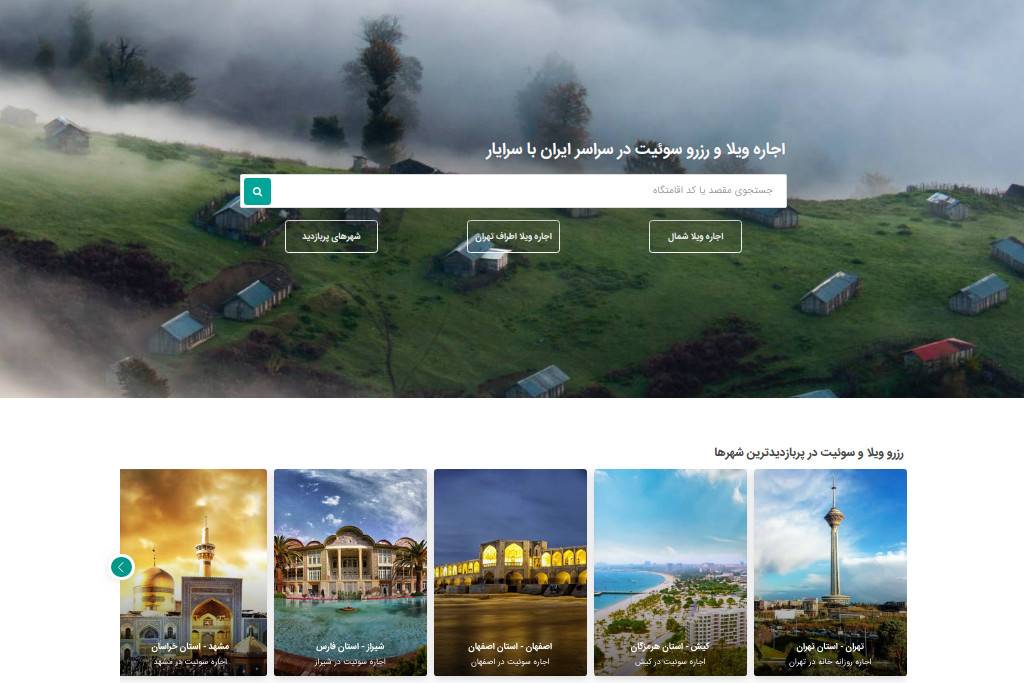 اجاره ویلا و رزرو سوئیت در سراسر ایران با سرایار
جستجوی مقصد یا کد اقامتگاه
اجاره ویلا شمال
اجاره ویلا اطراف تهران
شهرهای پربازدید
رزرو ویلا و سوئیت در پربازدیدترین شهرها
تهران - استان تهران
اجاره روزانه خانه در تهران
کیش - استان هرمزگان
اجاره سوئیت در کیش
اصفهان - استان اصفهان
اجاره سوئیت در اصفهان
شیراز - استان فارس
اجاره سوئیت در شیراز
مشهد - استان خراسان
اجاره سوئیت در مشهد